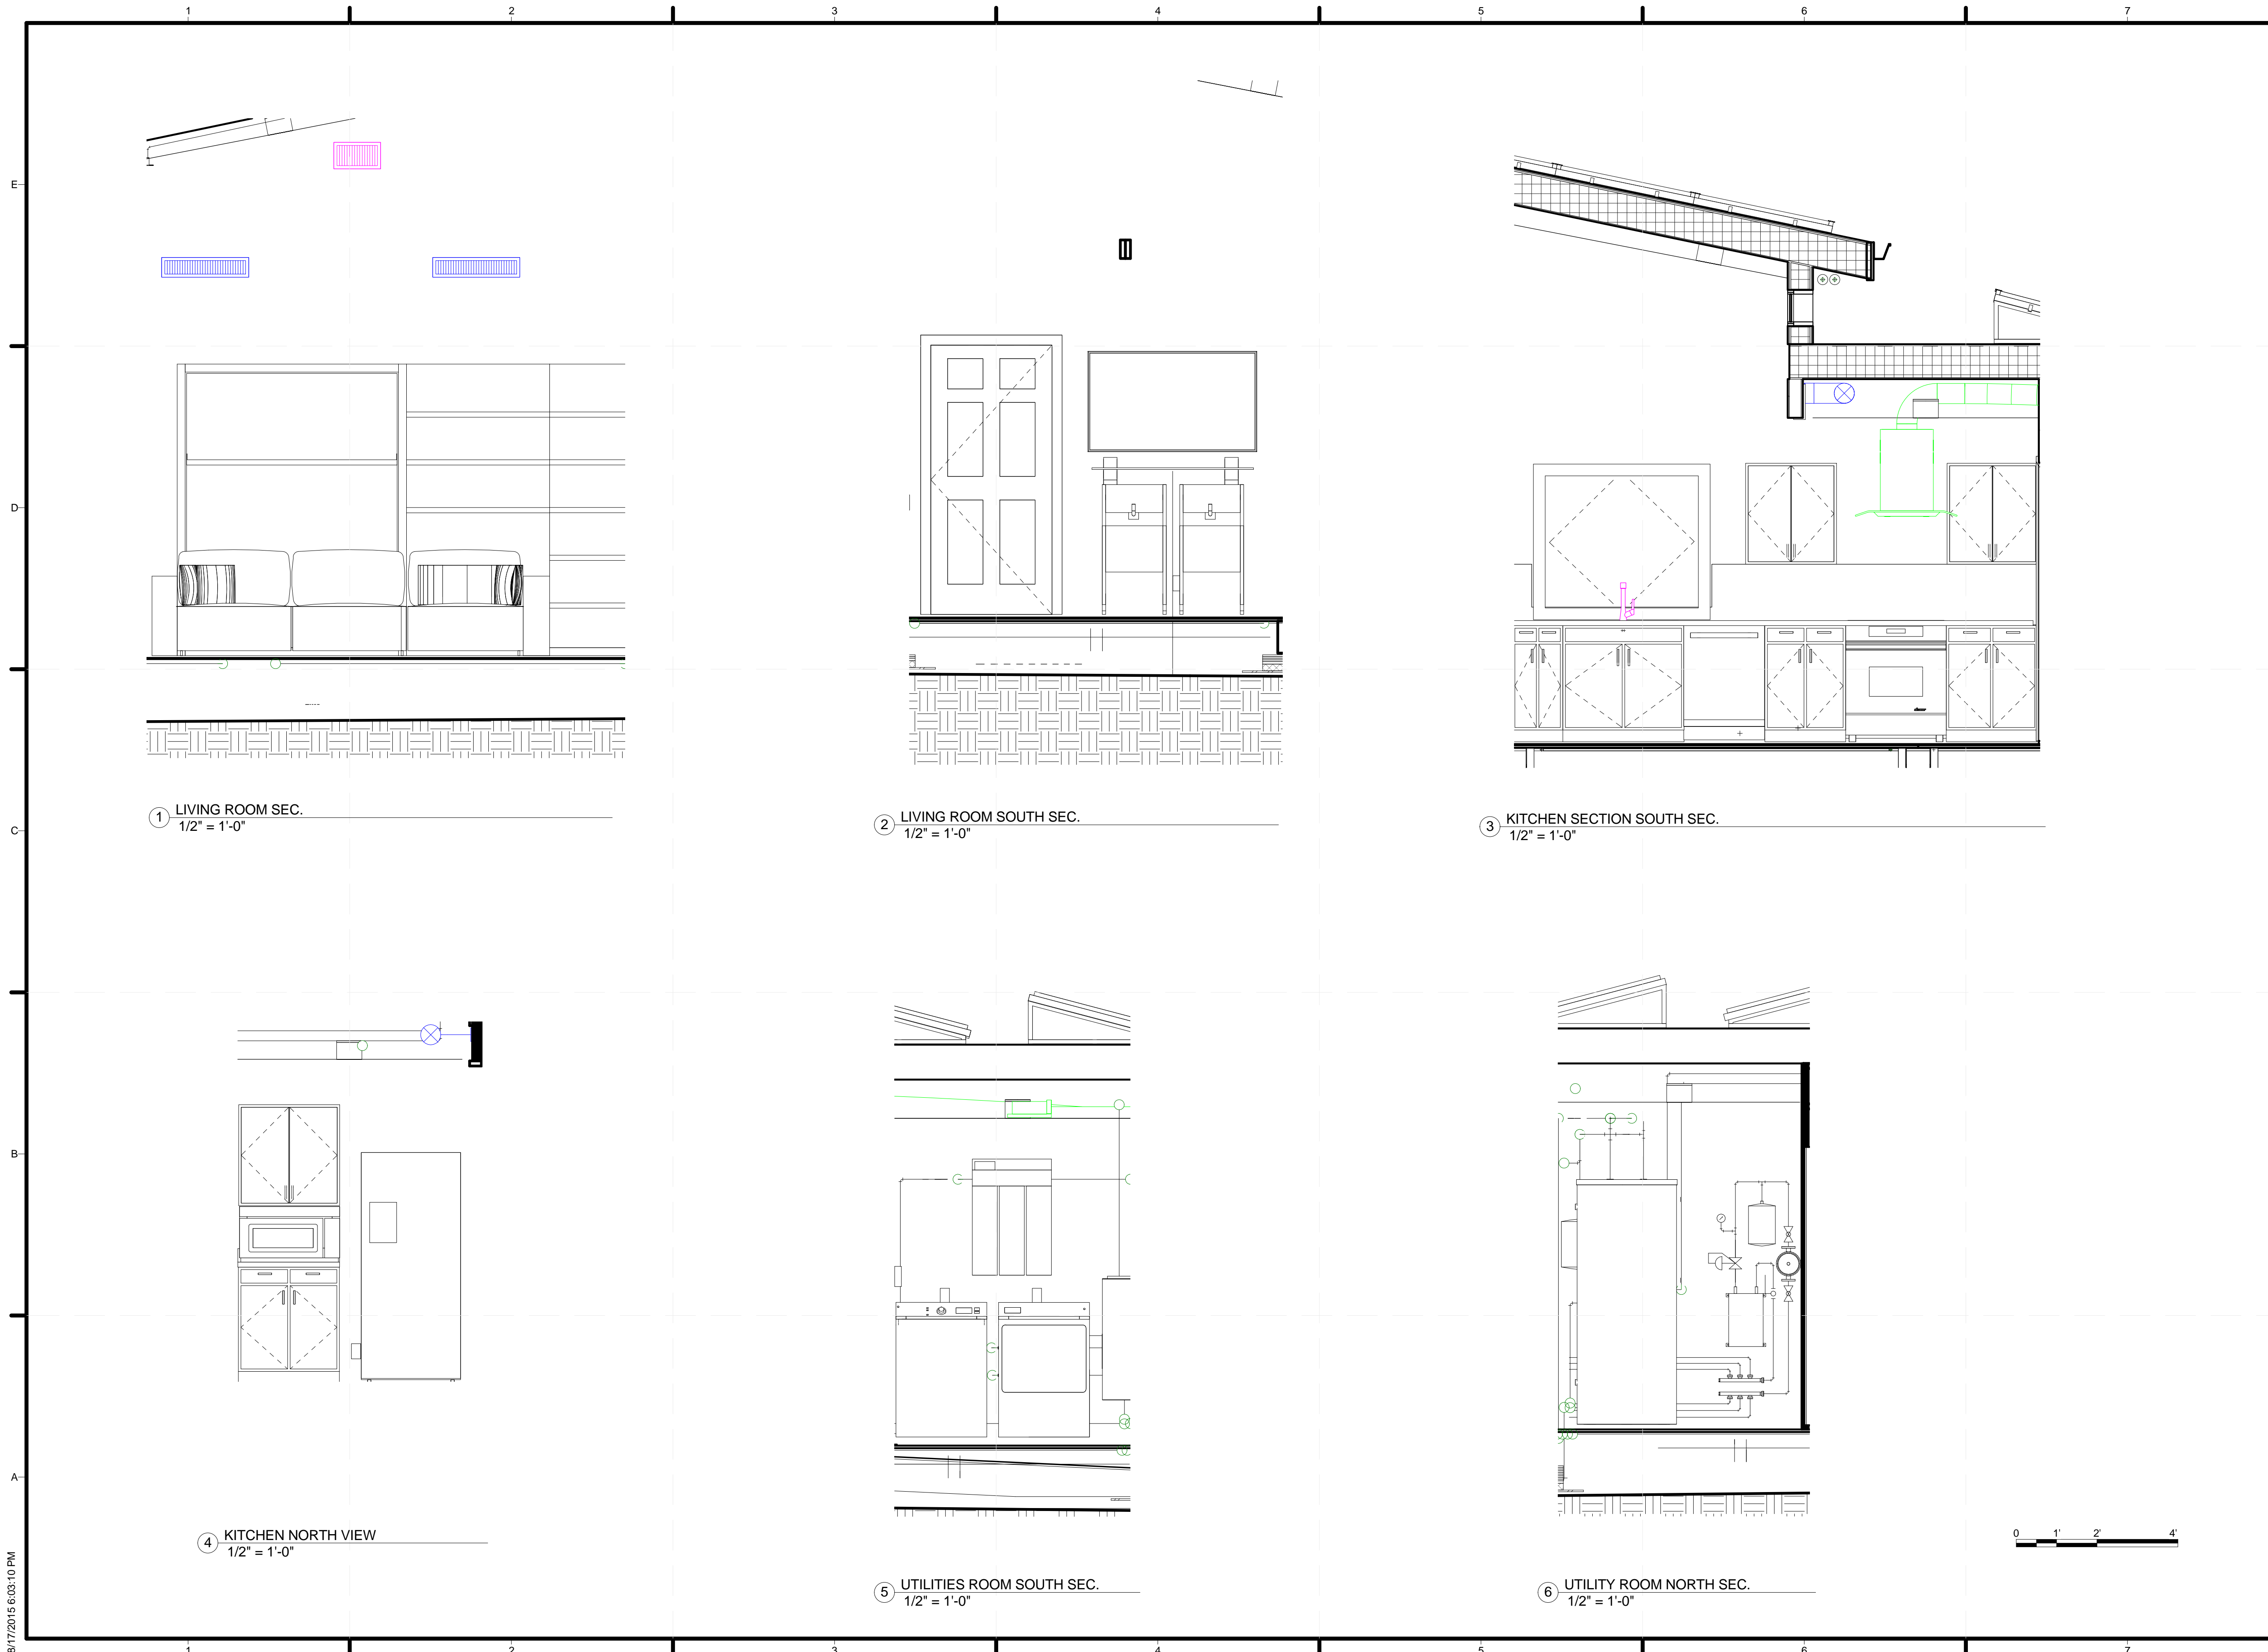 1 2 3 4 5 6 7
E
D
C
B
A
1 LIVING ROOM SEC.
1/2" = 1'-0"
2 LIVING ROOM SOUTH SEC.
1/2" = 1'-0"
3 KITCHEN SECTION SOUTH SEC.
1/2" = 1'-0"
4 KITCHEN NORTH VIEW
1/2" = 1'-0"
5 UTILITIES ROOM SOUTH SEC.
1/2" = 1'-0"
6 UTILITY ROOM NORTH SEC.
1/2" = 1'-0"
0 1' 2' 4'
8/17/2015 6:03:10 PM
1 2 3 4 5 6 7